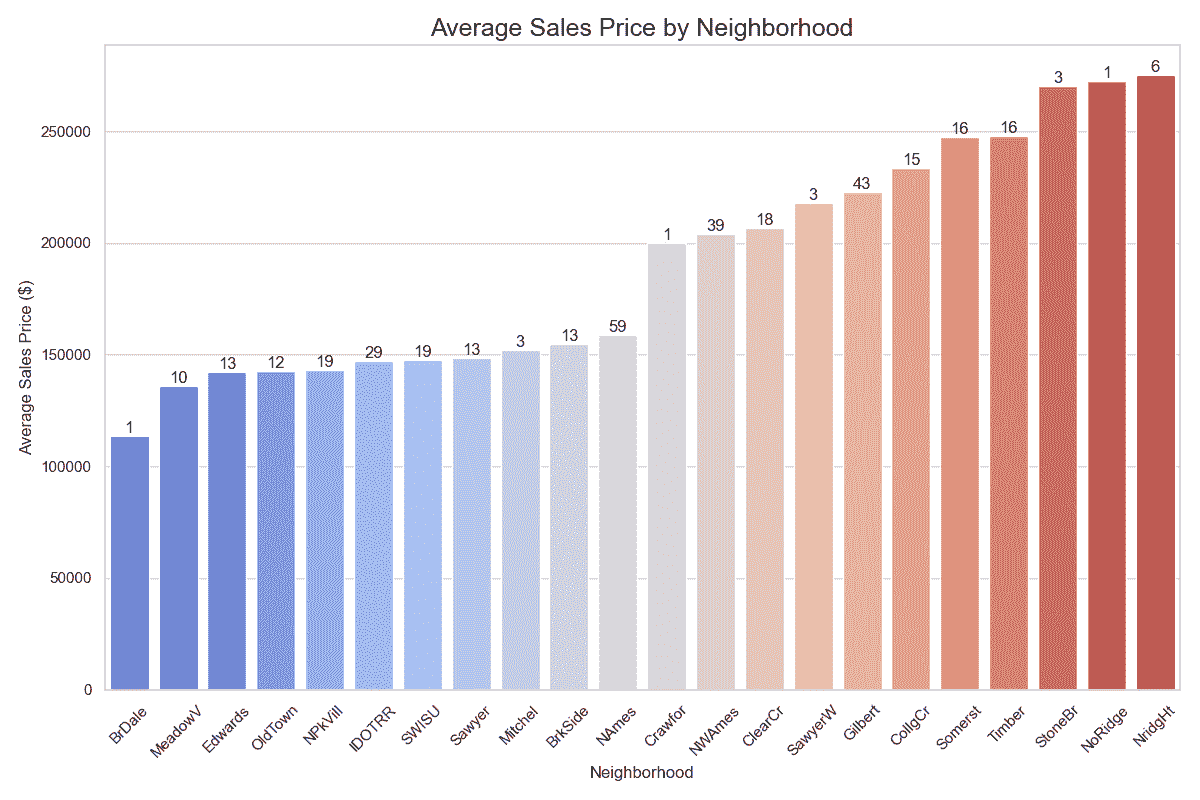 Average Sales Price by Neighborhood
Average Sales Price ($)
250000
200000
150000
100000
50000
0
1
10
13
12
19
29
19
13
3
13
59
1
39
18
3
43
15
16
16
3
1
6
BrDale
MeadowV
Edwards
OldTown
NPkVill
IDOTRR
SWISU
Sawyer
Mitchel
BrkSide
NAmes
Crawfor
NWAmes
ClearCr
SawyerW
Gilbert
CollgCr
Somerst
Timber
StoneBr
NoRidge
NridgHt
Neighborhood